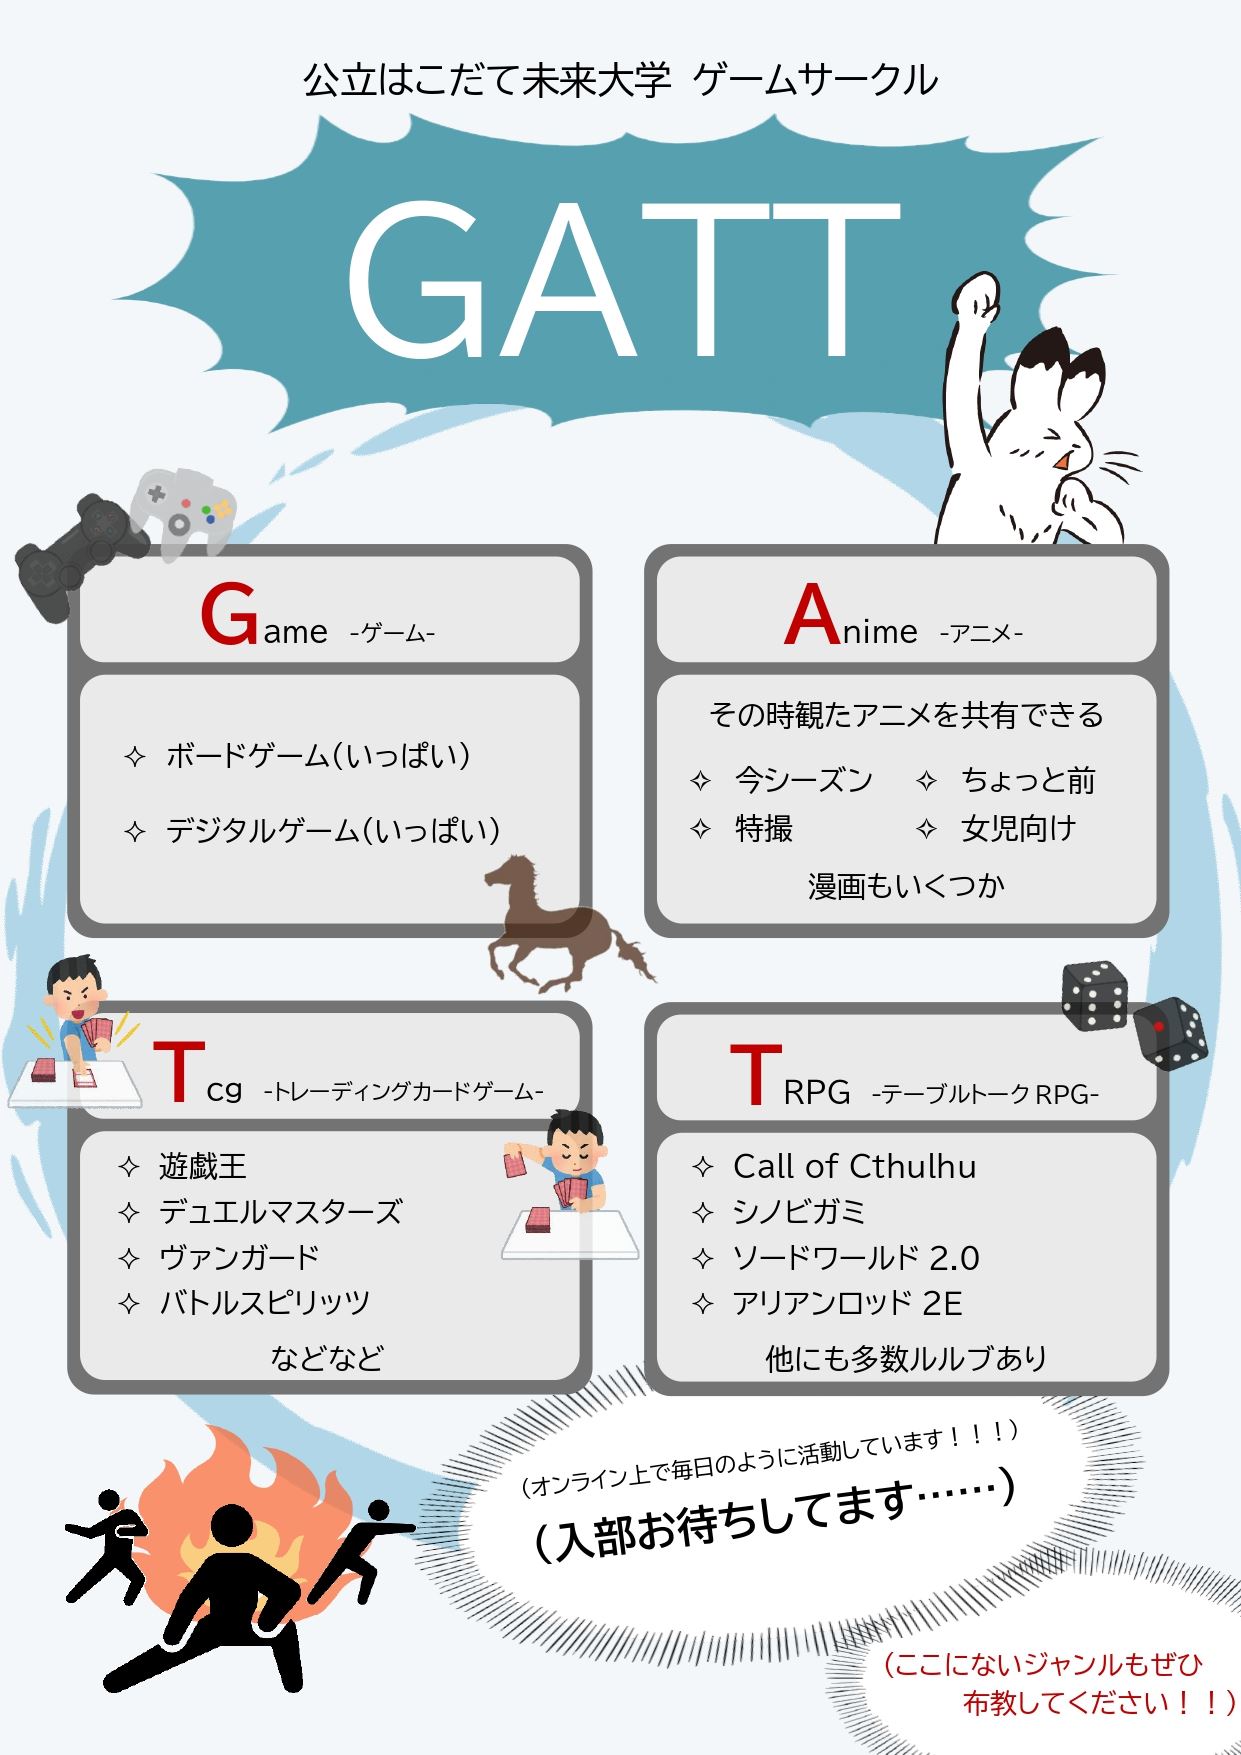 公立はこだて未来大学 ゲームサークル
GATT
Game -ゲーム-
✧ ボードゲーム(いっぱい)
✧ デジタルゲーム(いっぱい)
Anime -アニメ-
その時観たアニメを共有できる
✧ 今シーズン ✧ ちょっと前
✧ 特撮 ✧ 女児向け
漫画もいくつか
Tcg -トレーディングカードゲーム-
✧ 遊戯王
✧ デュエルマスターズ
✧ ヴァンガード
✧ バトルスピリッツ
などなど
TRPG -テーブルトークRPG-
✧ Call of Cthulhu
✧ シノビガミ
✧ ソードワールド 2.0
✧ アリアンロッド 2E
他にも多数ルルブあり
(オンライン上で毎日のように活動しています！！！)
(入部お待ちしてます……)
(ここにないジャンルもぜひ
布教してください！！)